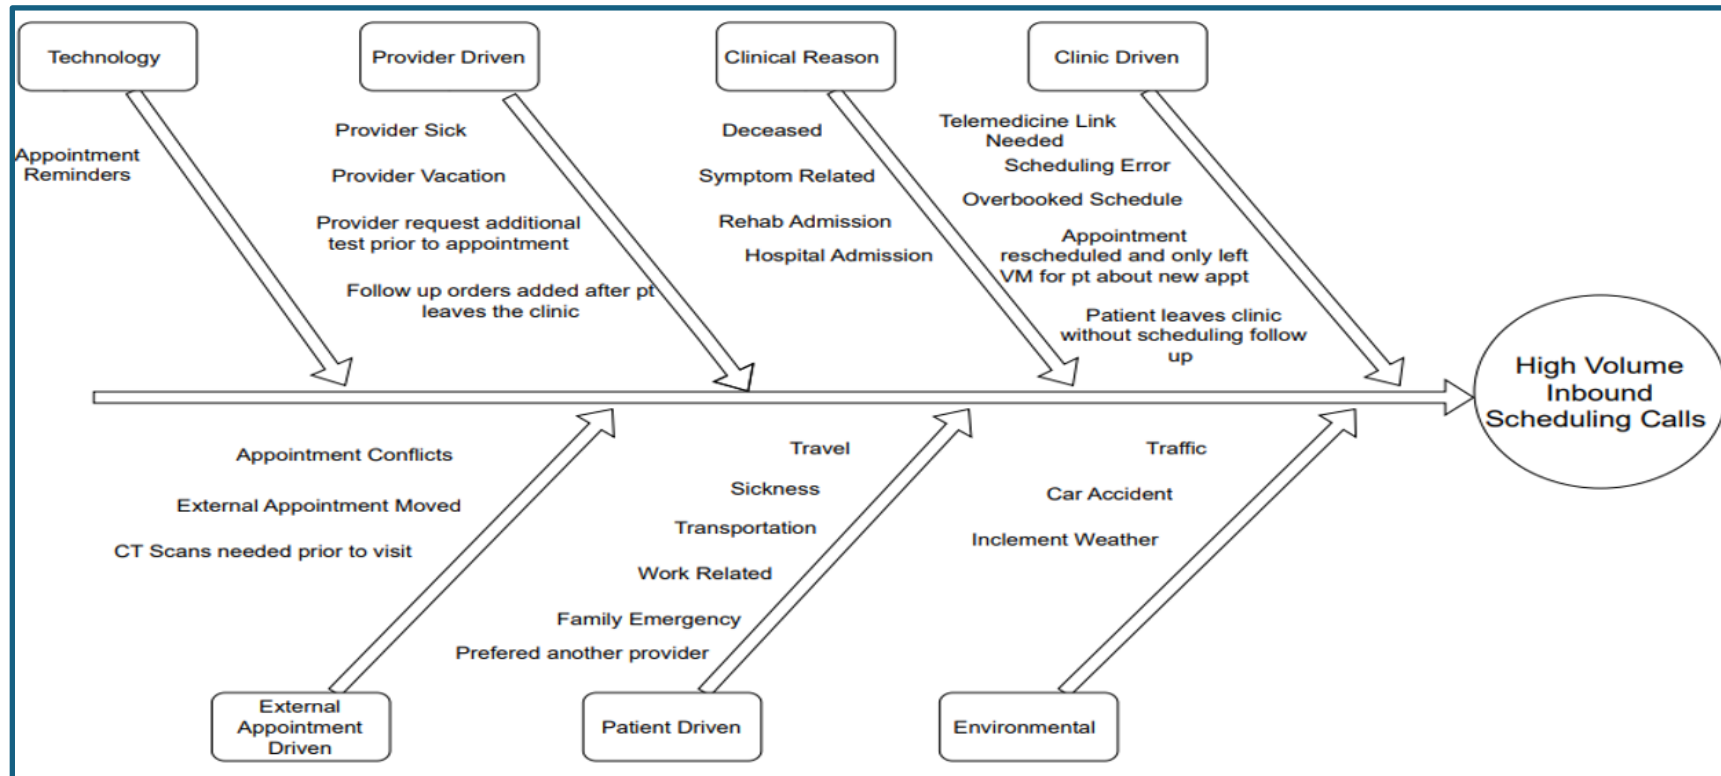 Technology
Provider Driven
Clinical Reason
Clinic Driven
Appointment
Reminders
Provider Sick
Provider Vacation
Provider request additional
test prior to appointment
Follow up orders added after pt
leaves the clinic
Deceased
Symptom Related
Rehab Admission
Hospital Admission
Telemedicine Link
Needed
Scheduling Error
Overbooked Schedule
Appointment
rescheduled and only left
VM for pt about new appt
Patient leaves clinic
without scheduling follow
up
High Volume
Inbound
Scheduling Calls
Appointment Conflicts
External Appointment Moved
CT Scans needed prior to visit
Travel
Sickness
Transportation
Work Related
Family Emergency
Prefered another provider
Traffic
Car Accident
Inclement Weather
External
Appointment
Driven
Patient Driven
Environmental